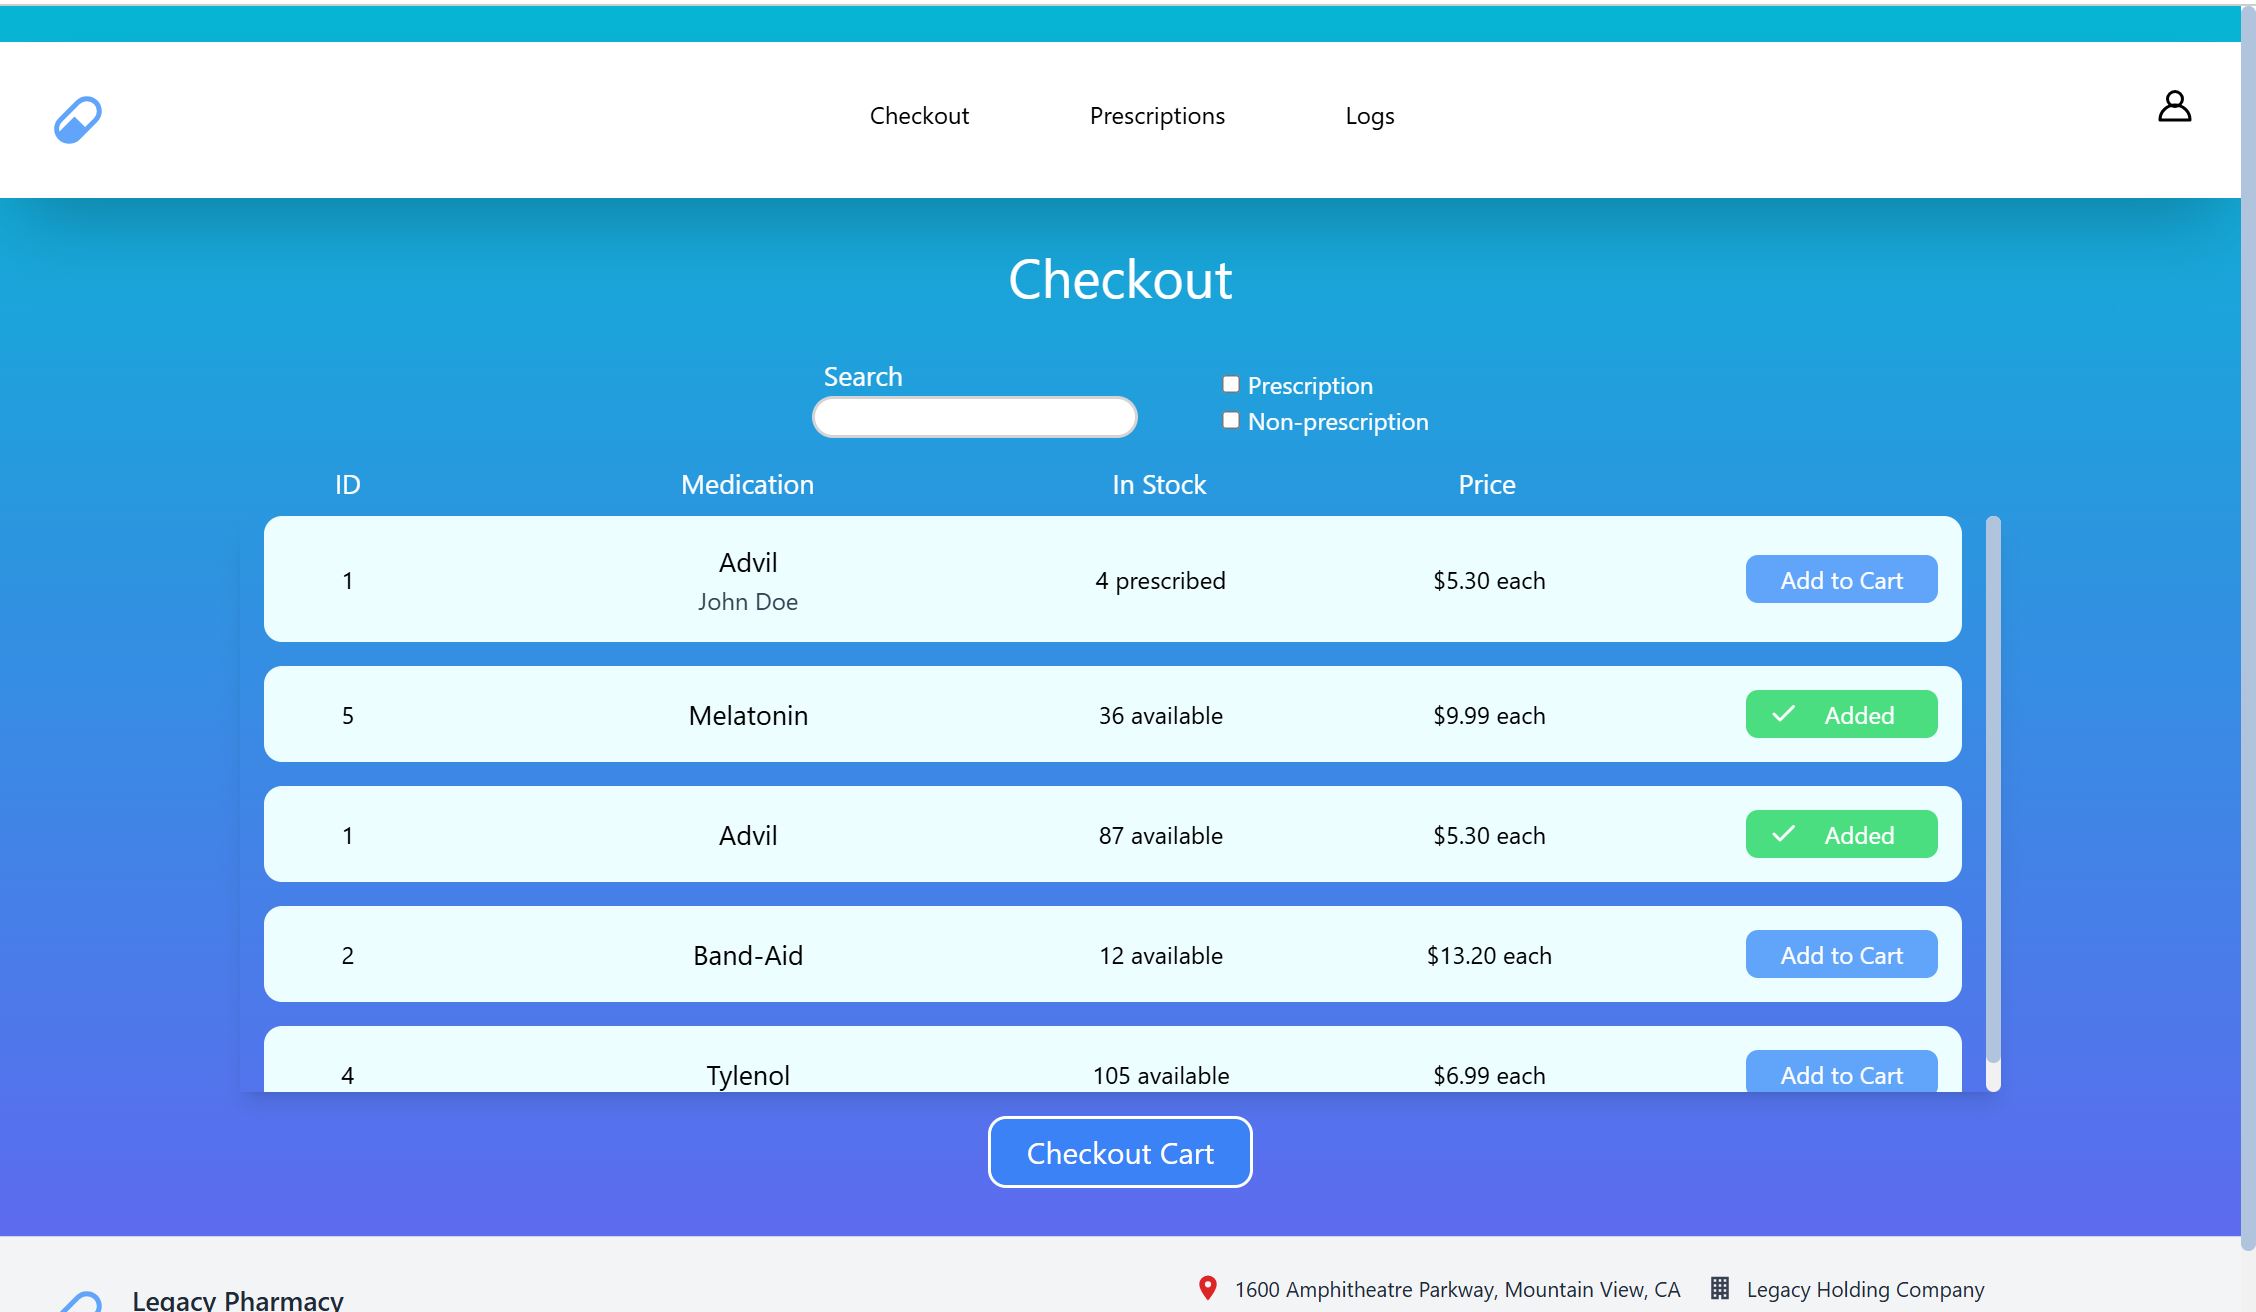 Checkout Prescriptions Logs
Checkout
Search
Prescription
Non-prescription
ID Medication In Stock Price
1 Advil 4 prescribed $5.30 each Add to Cart
John Doe
5 Melatonin 36 available $9.99 each Added
1 Advil 87 available $5.30 each Added
2 Band-Aid 12 available $13.20 each Add to Cart
4 Tylenol 105 available $6.99 each Add to Cart
Checkout Cart
Legacy Pharmacy
1600 Amphitheatre Parkway, Mountain View, CA Legacy Holding Company